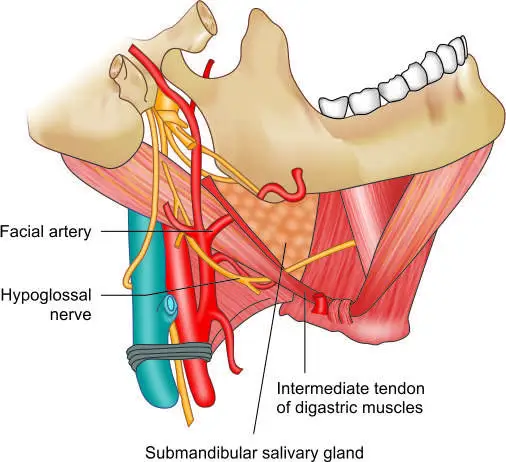 Facial artery
Hypoglossal
nerve
Intermediate tendon
of digastric muscles
Submandibular salivary gland